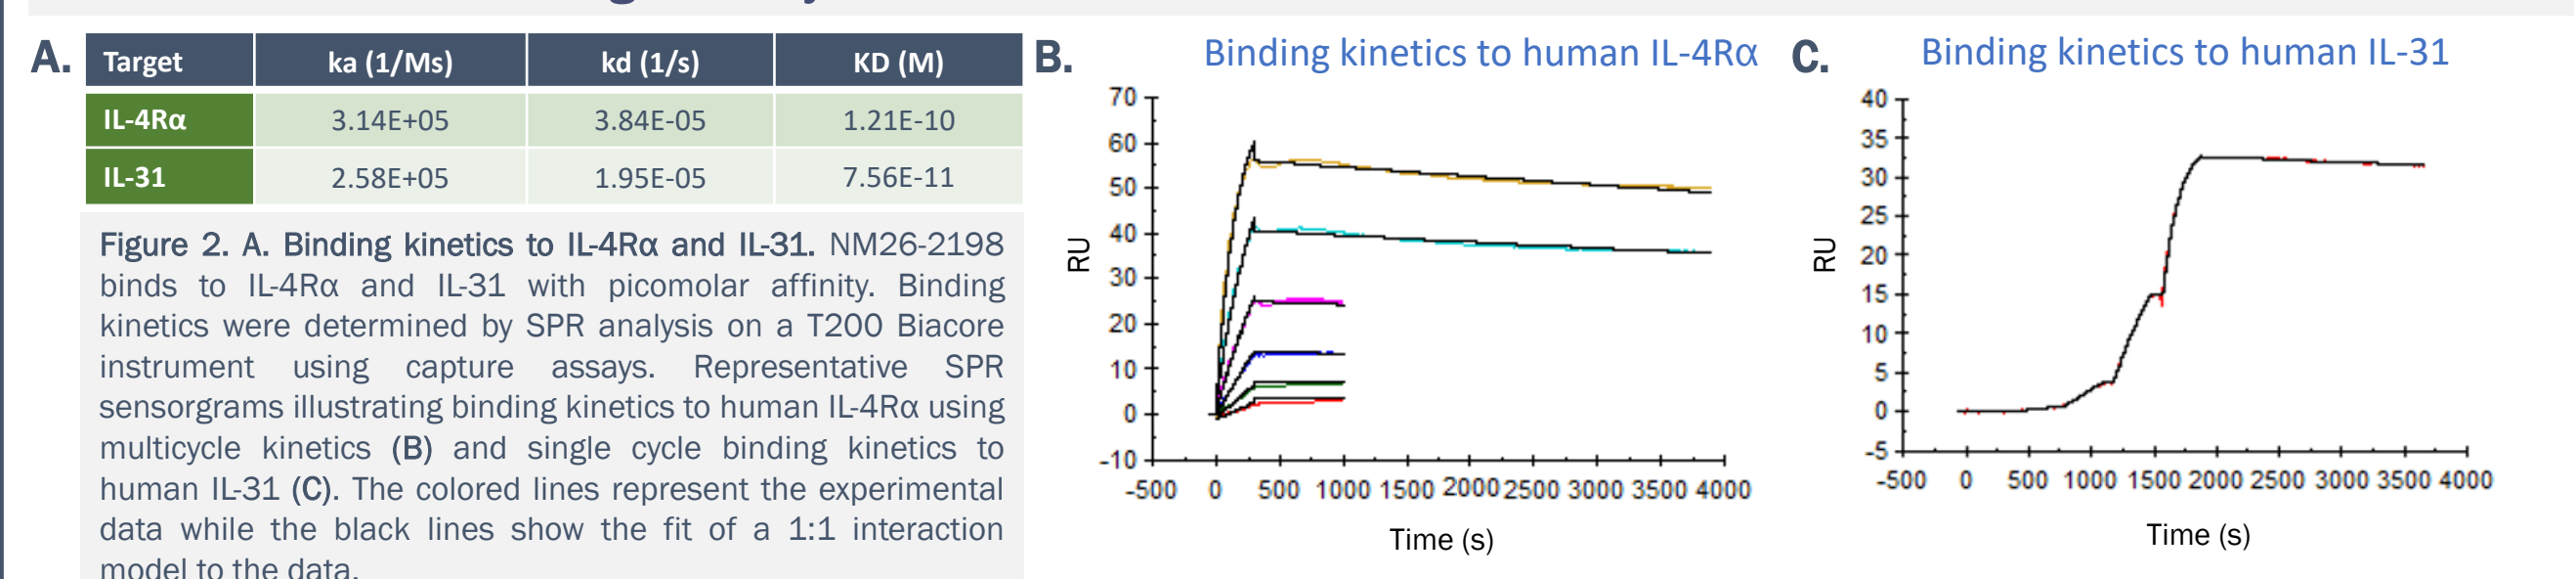 A.
Target ka (1/Ms) kd (1/s) KD (M)
IL-4Rα 3.14E+05 3.84E-05 1.21E-10
IL-31 2.58E+05 1.95E-05 7.56E-11
Figure 2. A. Binding kinetics to IL-4Rα and IL-31. NM26-2198
binds to IL-4Rα and IL-31 with picomolar affinity. Binding
kinetics were determined by SPR analysis on a T200 Biacore
instrument using capture assays. Representative SPR
sensorgrams illustrating binding kinetics to human IL-4Rα using
multicycle kinetics (B) and single cycle binding kinetics to
human IL-31 (C). The colored lines represent the experimental
data while the black lines show the fit of a 1:1 interaction
model to the data.
B.
Binding kinetics to human IL-4Rα
70
60
50
40
30
20
10
0
-10
RU
-500 0 500 1000 1500 2000 2500 3000 3500 4000
Time (s)
C.
Binding kinetics to human IL-31
40
35
30
25
20
15
10
5
0
-5
RU
-500 0 500 1000 1500 2000 2500 3000 3500 4000
Time (s)